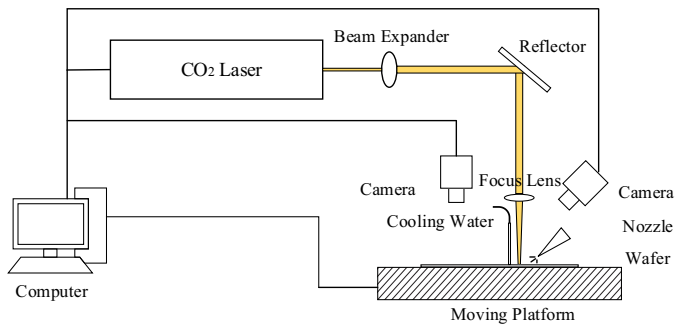 Beam Expander
Reflector
CO2 Laser
Camera
Focus Lens
Camera
Cooling Water
Nozzle
Wafer
Computer
Moving Platform